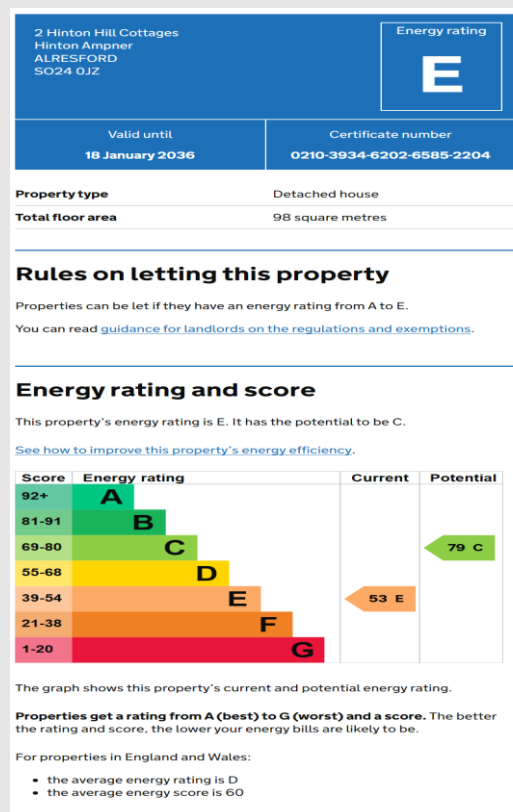 2 Hinton Hill Cottages
Hinton Ampner
ALRESFORD
SO24 0JZ
Energy rating
E
Valid until
18 January 2036
Certificate number
0210-3934-6202-6585-2204
Property type
Detached house
Total floor area
98 square metres
Rules on letting this property
Properties can be let if they have an energy rating from A to E.
You can read guidance for landlords on the regulations and exemptions.
Energy rating and score
This property's energy rating is E. It has the potential to be C.
See how to improve this property's energy efficiency.
Score Energy rating Current Potential
92+ A
81-91 B
69-80 C 79 C
55-68 D
39-54 E 53 E
21-38 F
1-20 G
The graph shows this property's current and potential energy rating.
Properties get a rating from A (best) to G (worst) and a score. The better
the rating and score, the lower your energy bills are likely to be.
For properties in England and Wales:
• the average energy rating is D
• the average energy score is 60